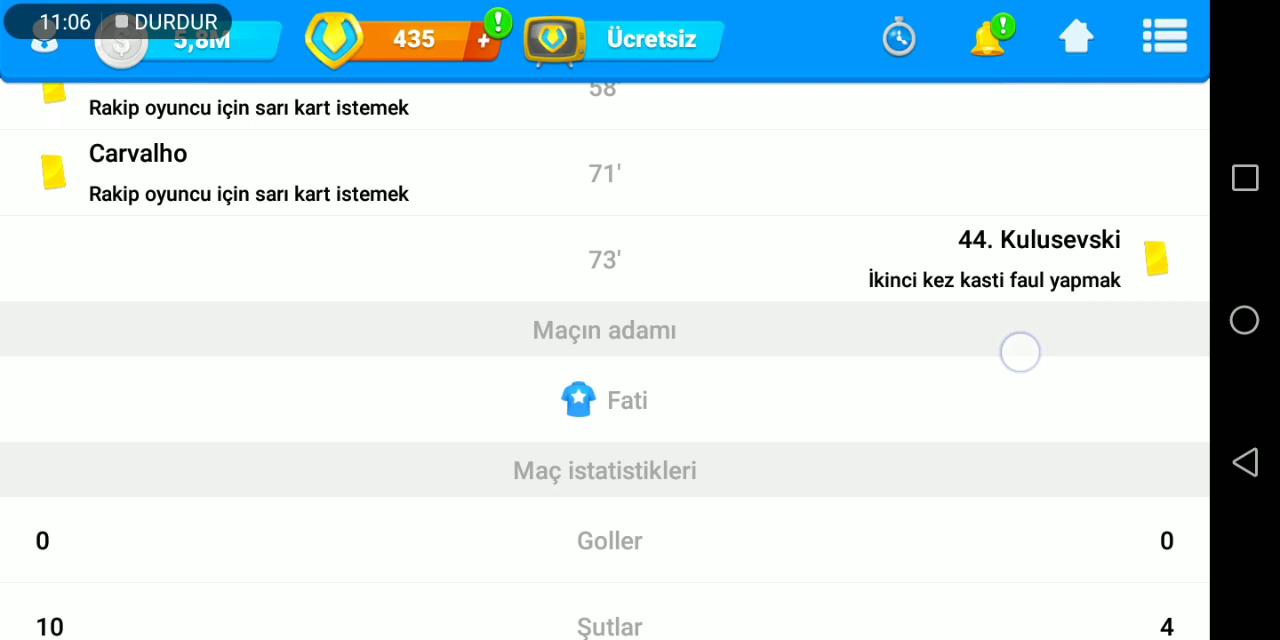 11:06 DURDUR
5,8M
435
+
!
Ücretsiz
!
58'
Rakip oyuncu için sarı kart istemek
Carvalho
71'
Rakip oyuncu için sarı kart istemek
44. Kulusevski
73'
İkinci kez kasti faul yapmak
Maçın adamı
Fati
Maç istatistikleri
0 Goller 0
10 Şutlar 4